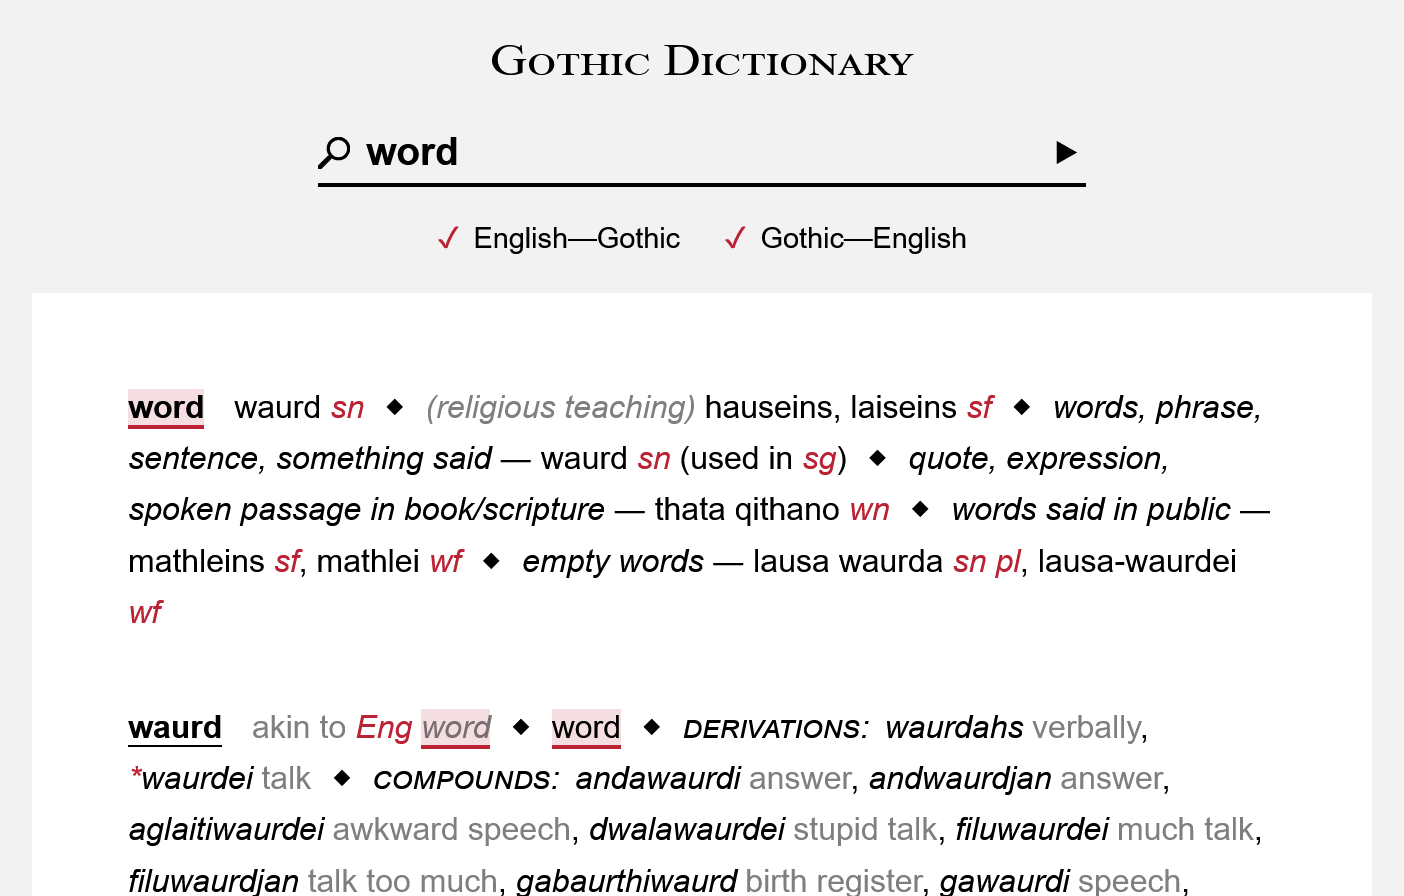 Gothic Dictionary
word
✓ English—Gothic ✓ Gothic—English
word waurd sn ◆ (religious teaching) hauseins, laiseins sf ◆ words, phrase,
sentence, something said — waurd sn (used in sg) ◆ quote, expression,
spoken passage in book/scripture — thata qithano wn ◆ words said in public —
mathleins sf, mathlei wf ◆ empty words — lausa waurda sn pl, lausa-waurdei
wf
waurd akin to Eng word ◆ word ◆ DERIVATIONS: waurdahs verbally,
*waurdei talk ◆ COMPOUNDS: andawaurdi answer, andwaurdjan answer,
aglaitiwaurdei awkward speech, dwalawaurdei stupid talk, filuwaurdei much talk,
filuwaurdjan talk too much, gabaurthiwaurd birth register, gawaurdi speech,